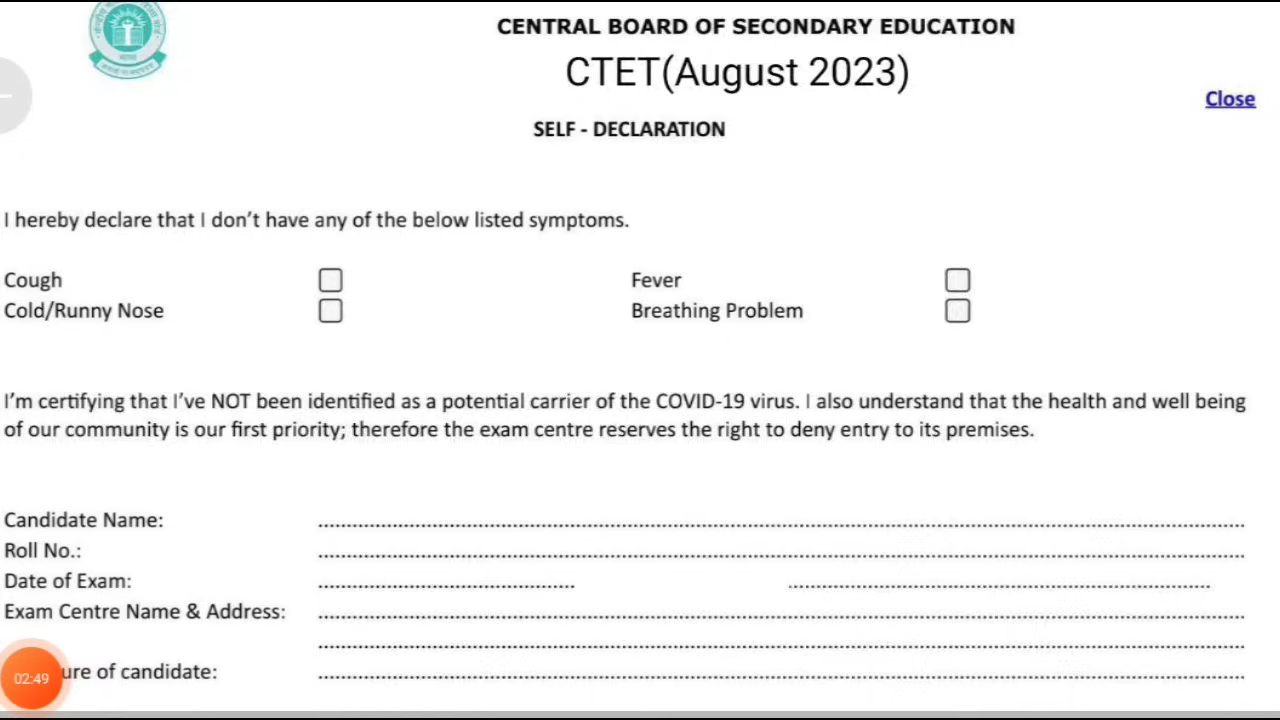 CENTRAL BOARD OF SECONDARY EDUCATION
CTET(August 2023)
Close
SELF - DECLARATION
I hereby declare that I don't have any of the below listed symptoms.
Cough Fever
Cold/Runny Nose Breathing Problem
I'm certifying that I've NOT been identified as a potential carrier of the COVID-19 virus. I also understand that the health and well being
of our community is our first priority; therefore the exam centre reserves the right to deny entry to its premises.
Candidate Name: ................................................................
Roll No.: ................................................................
Date of Exam: ................................ ................................
Exam Centre Name & Address: ................................................................
................................................................
02:49 ure of candidate: ................................................................